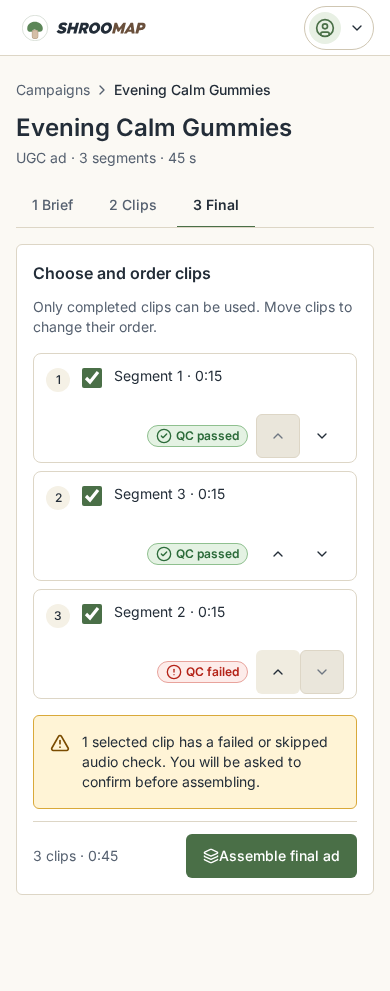 SHROOMAP
Campaigns > Evening Calm Gummies
Evening Calm Gummies
UGC ad · 3 segments · 45 s
1 Brief 2 Clips 3 Final
Choose and order clips
Only completed clips can be used. Move clips to
change their order.
1 Segment 1 · 0:15
QC passed
2 Segment 3 · 0:15
QC passed
3 Segment 2 · 0:15
QC failed
1 selected clip has a failed or skipped
audio check. You will be asked to
confirm before assembling.
3 clips · 0:45 Assemble final ad